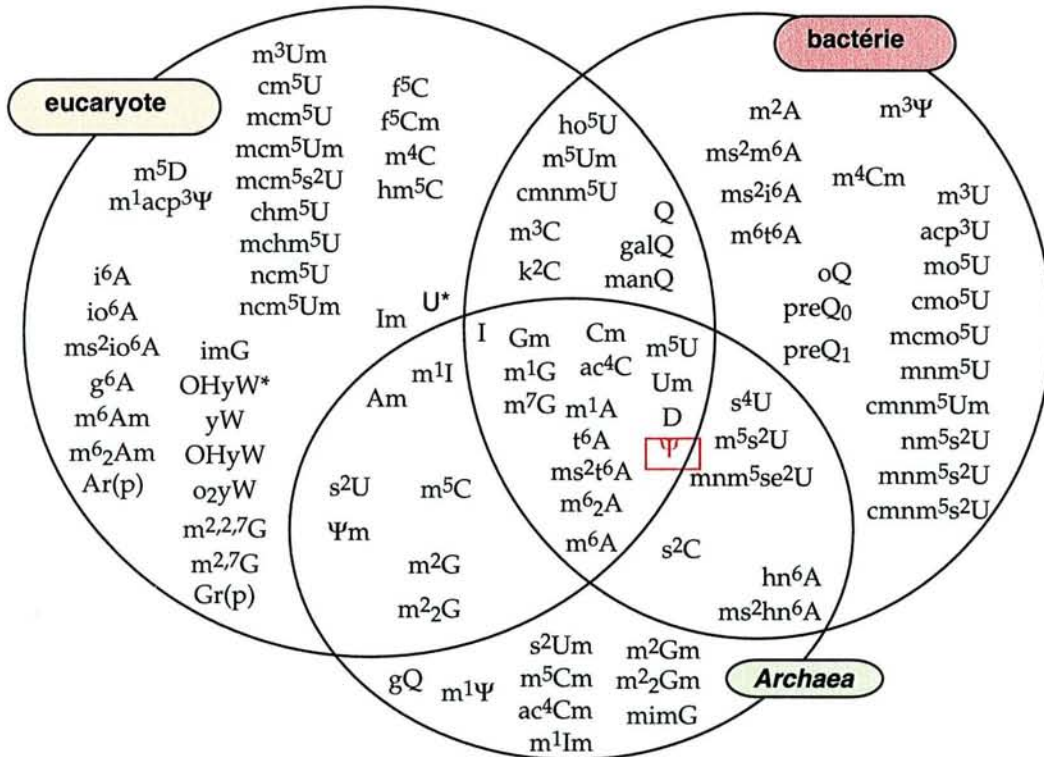 eucaryote
bactérie
Archaea
m³Um
cm⁵U
mcm⁵U
mcm⁵Um
mcm⁵s²U
chm⁵U
mchm⁵U
ncm⁵U
ncm⁵Um
f⁵C
f⁵Cm
m⁴C
hm⁵C
m⁵D
m¹acp³Ψ
i⁶A
io⁶A
ms²io⁶A
g⁶A
m⁶Am
m⁶₂Am
Ar(p)
imG
OHyW*
yW
OHyW
o₂yW
m²,²,⁷G
m²,⁷G
Gr(p)
Im
U*
ho⁵U
m⁵Um
cmnm⁵U
m³C
k²C
Q
galQ
manQ
m²A
ms²m⁶A
ms²i⁶A
m⁶t⁶A
m³Ψ
m⁴Cm
oQ
preQ₀
preQ₁
m³U
acp³U
mo⁵U
cmo⁵U
mcmo⁵U
mnm⁵U
cmnm⁵Um
nm⁵s²U
mnm⁵s²U
cmnm⁵s²U
I
Gm
m¹G
m⁷G
Cm
ac⁴C
m¹A
t⁶A
ms²t⁶A
m⁶₂A
m⁶A
m⁵U
Um
D
Ψ
m¹I
Am
s²U
m⁵C
Ψm
m²G
m²₂G
s⁴U
m⁵s²U
mnm⁵se²U
s²C
hn⁶A
ms²hn⁶A
gQ
m¹Ψ
s²Um
m⁵Cm
ac⁴Cm
m¹Im
m²Gm
m²₂Gm
mimG